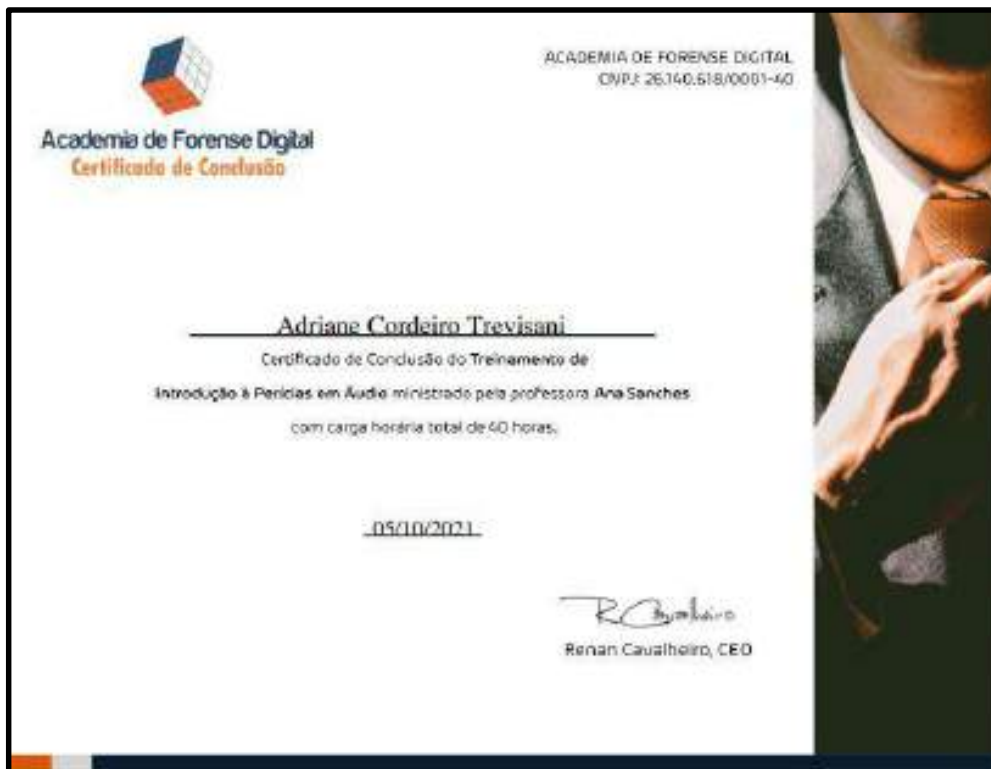 ACADEMIA DE FORENSE DIGITAL
CNPJ: 26.140.618/0001-40
Academia de Forense Digital
Certificado de Conclusão
Adriane Cordeiro Trevisani
Certificado de Conclusão do Treinamento de
Introdução à Perícias em Áudio ministrado pela professora Ana Sanches
com carga horária total de 40 horas.
05/10/2021
R Cavalheiro
Renan Cavalheiro, CEO